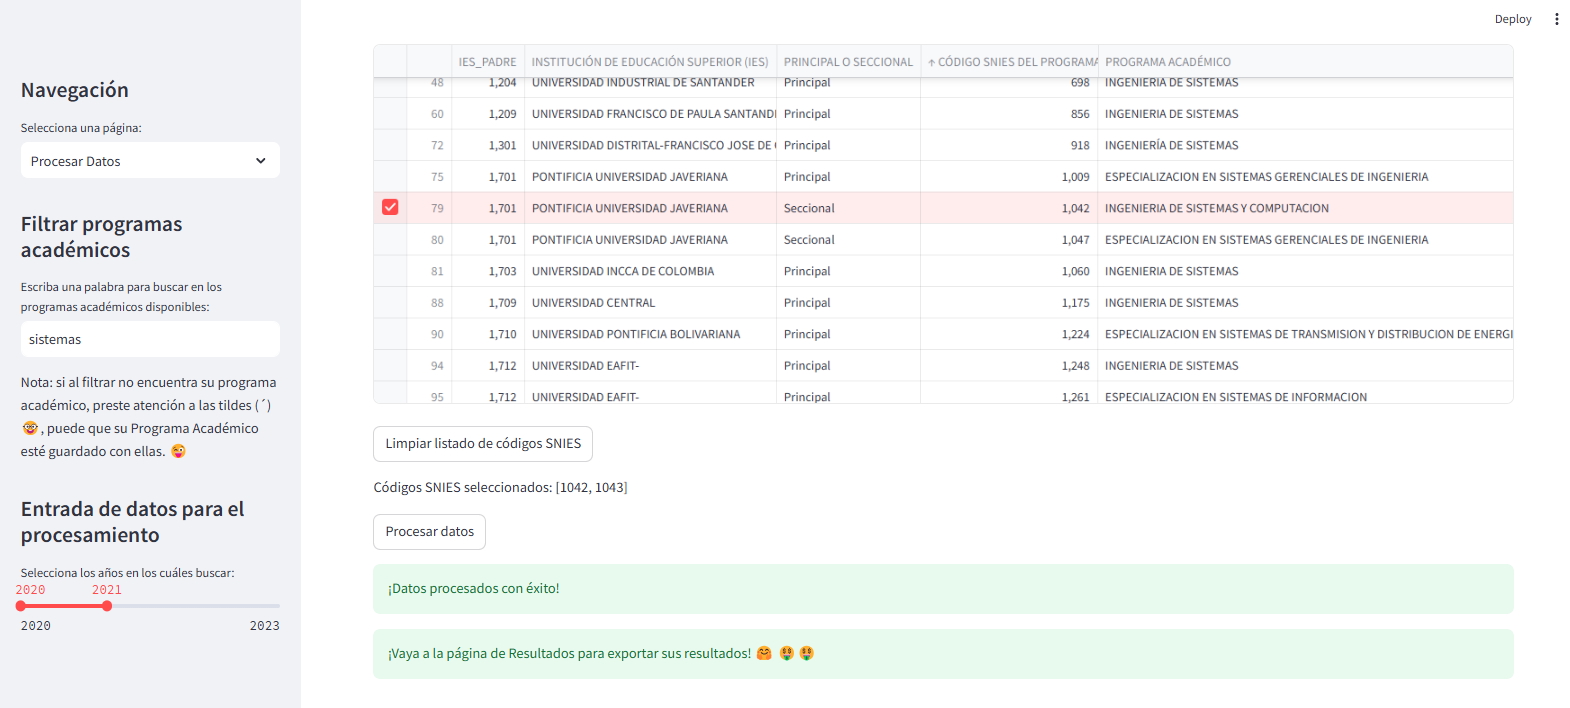 Deploy
Navegación
Selecciona una página:
Procesar Datos
Filtrar programas
académicos
Escriba una palabra para buscar en los
programas académicos disponibles:
sistemas
Nota: si al filtrar no encuentra su programa
académico, preste atención a las tildes (´)
🤓, puede que su Programa Académico
esté guardado con ellas. 😜
Entrada de datos para el
procesamiento
Selecciona los años en los cuáles buscar:
2020 2021
2020 2023
IES_PADRE INSTITUCIÓN DE EDUCACIÓN SUPERIOR (IES) PRINCIPAL O SECCIONAL ↑ CÓDIGO SNIES DEL PROGRAMA PROGRAMA ACADÉMICO
48 1,204 UNIVERSIDAD INDUSTRIAL DE SANTANDER Principal 698 INGENIERIA DE SISTEMAS
60 1,209 UNIVERSIDAD FRANCISCO DE PAULA SANTAND Principal 856 INGENIERIA DE SISTEMAS
72 1,301 UNIVERSIDAD DISTRITAL-FRANCISCO JOSE DE Principal 918 INGENIERÍA DE SISTEMAS
75 1,701 PONTIFICIA UNIVERSIDAD JAVERIANA Principal 1,009 ESPECIALIZACION EN SISTEMAS GERENCIALES DE INGENIERIA
79 1,701 PONTIFICIA UNIVERSIDAD JAVERIANA Seccional 1,042 INGENIERIA DE SISTEMAS Y COMPUTACION
80 1,701 PONTIFICIA UNIVERSIDAD JAVERIANA Seccional 1,047 ESPECIALIZACION EN SISTEMAS GERENCIALES DE INGENIERIA
81 1,703 UNIVERSIDAD INCCA DE COLOMBIA Principal 1,060 INGENIERIA DE SISTEMAS
88 1,709 UNIVERSIDAD CENTRAL Principal 1,175 INGENIERIA DE SISTEMAS
90 1,710 UNIVERSIDAD PONTIFICIA BOLIVARIANA Principal 1,224 ESPECIALIZACION EN SISTEMAS DE TRANSMISION Y DISTRIBUCION DE ENERGI
94 1,712 UNIVERSIDAD EAFIT- Principal 1,248 INGENIERIA DE SISTEMAS
95 1,712 UNIVERSIDAD EAFIT- Principal 1,261 ESPECIALIZACION EN SISTEMAS DE INFORMACION
Limpiar listado de códigos SNIES
Códigos SNIES seleccionados: [1042, 1043]
Procesar datos
¡Datos procesados con éxito!
¡Vaya a la página de Resultados para exportar sus resultados! 🤗 🤑 🤑